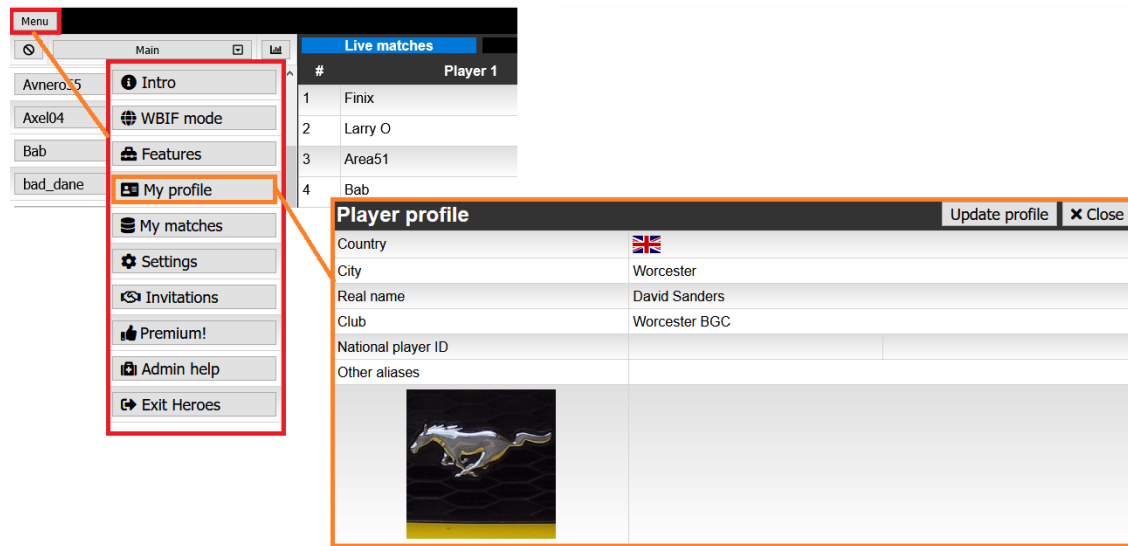 Menu
Main
Live matches
# Player 1
Avnero55
Axel04
Bab
bad_dane
Intro
WBIF mode
Features
My profile
My matches
Settings
Invitations
Premium!
Admin help
Exit Heroes
1 Finix
2 Larry O
3 Area51
4 Bab
Player profile Update profile Close
Country
City Worcester
Real name David Sanders
Club Worcester BGC
National player ID
Other aliases